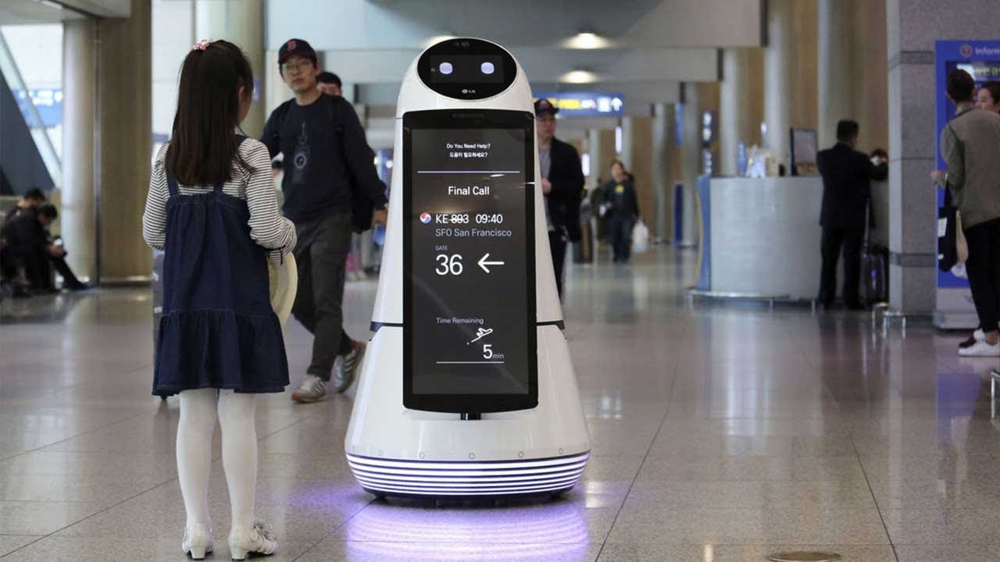 LG
Do You Need Help?
도움이 필요하세요?
Final Call
KE 893 09:40
SFO San Francisco
GATE
36
Time Remaining
5min
Inform